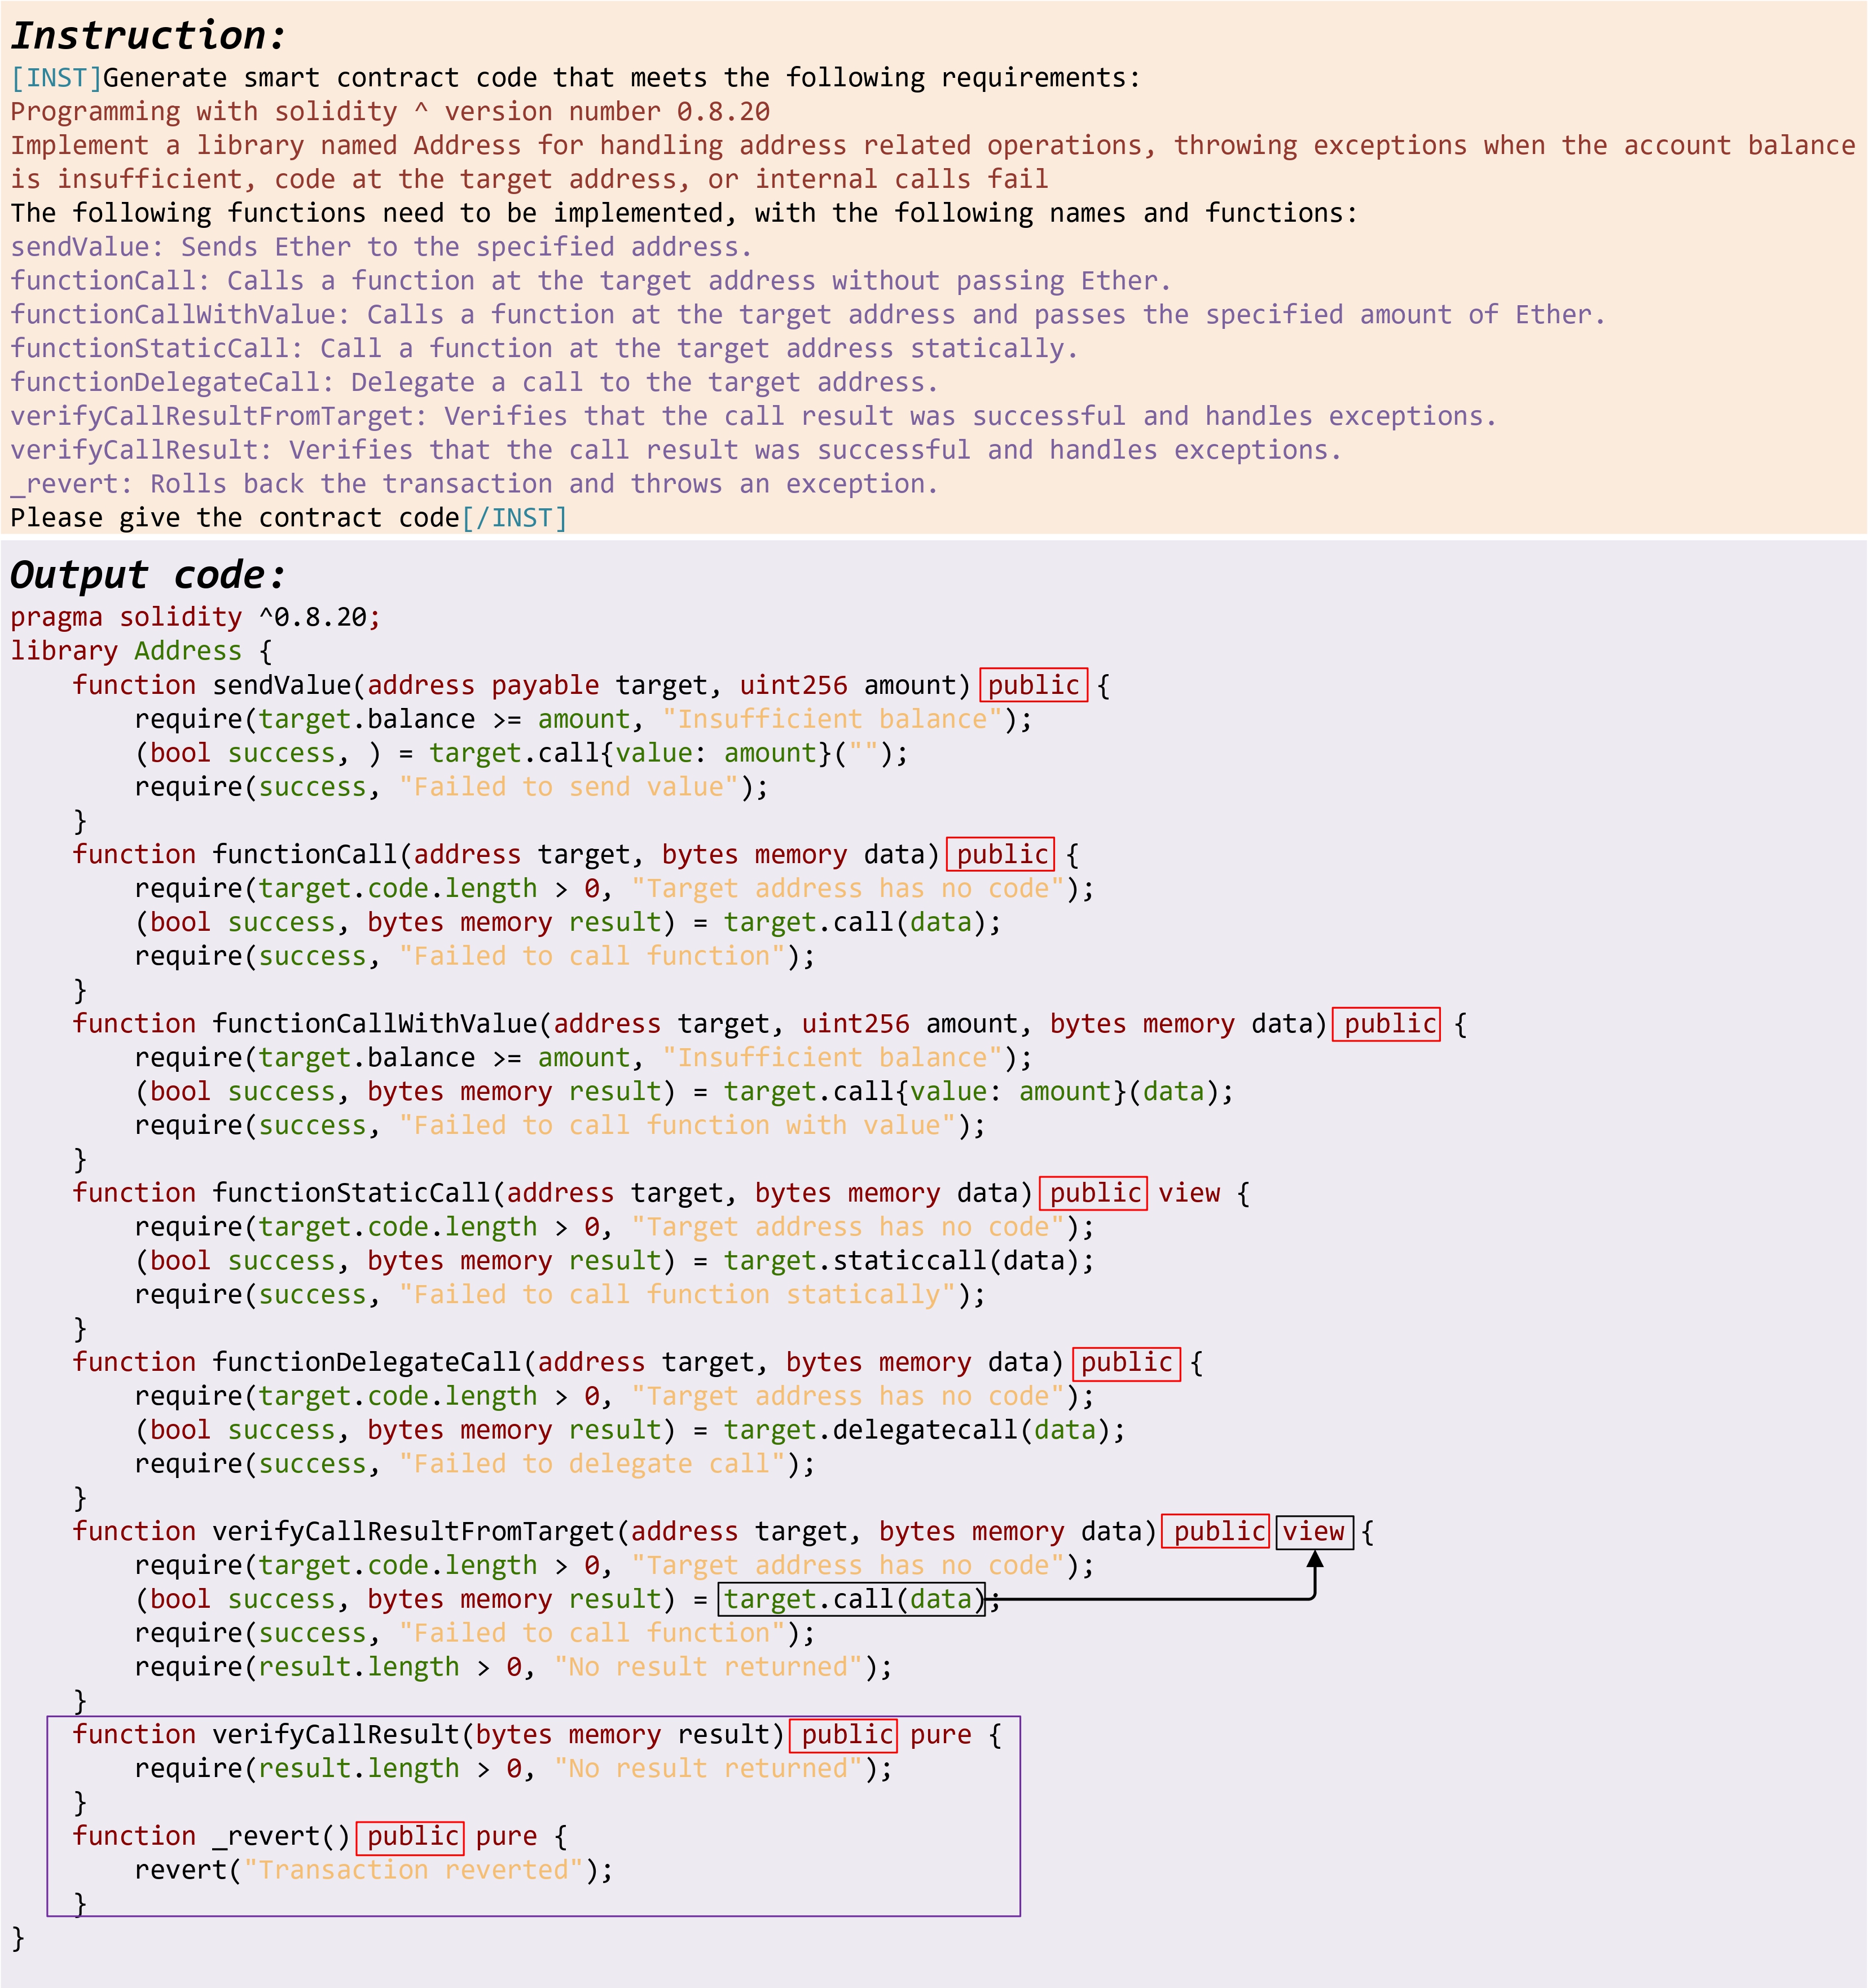 Instruction:
[INST]Generate smart contract code that meets the following requirements:
Programming with solidity ^ version number 0.8.20
Implement a library named Address for handling address related operations, throwing exceptions when the account balance
is insufficient, code at the target address, or internal calls fail
The following functions need to be implemented, with the following names and functions:
sendValue: Sends Ether to the specified address.
functionCall: Calls a function at the target address without passing Ether.
functionCallWithValue: Calls a function at the target address and passes the specified amount of Ether.
functionStaticCall: Call a function at the target address statically.
functionDelegateCall: Delegate a call to the target address.
verifyCallResultFromTarget: Verifies that the call result was successful and handles exceptions.
verifyCallResult: Verifies that the call result was successful and handles exceptions.
_revert: Rolls back the transaction and throws an exception.
Please give the contract code[/INST]
Output code:
pragma solidity ^0.8.20;
library Address {
    function sendValue(address payable target, uint256 amount) public {
        require(target.balance >= amount, "Insufficient balance");
        (bool success, ) = target.call{value: amount}("");
        require(success, "Failed to send value");
    }
    function functionCall(address target, bytes memory data) public {
        require(target.code.length > 0, "Target address has no code");
        (bool success, bytes memory result) = target.call(data);
        require(success, "Failed to call function");
    }
    function functionCallWithValue(address target, uint256 amount, bytes memory data) public {
        require(target.balance >= amount, "Insufficient balance");
        (bool success, bytes memory result) = target.call{value: amount}(data);
        require(success, "Failed to call function with value");
    }
    function functionStaticCall(address target, bytes memory data) public view {
        require(target.code.length > 0, "Target address has no code");
        (bool success, bytes memory result) = target.staticcall(data);
        require(success, "Failed to call function statically");
    }
    function functionDelegateCall(address target, bytes memory data) public {
        require(target.code.length > 0, "Target address has no code");
        (bool success, bytes memory result) = target.delegatecall(data);
        require(success, "Failed to delegate call");
    }
    function verifyCallResultFromTarget(address target, bytes memory data) public view {
        require(target.code.length > 0, "Target address has no code");
        (bool success, bytes memory result) = target.call(data);
        require(success, "Failed to call function");
        require(result.length > 0, "No result returned");
    }
    function verifyCallResult(bytes memory result) public pure {
        require(result.length > 0, "No result returned");
    }
    function _revert() public pure {
        revert("Transaction reverted");
    }
}